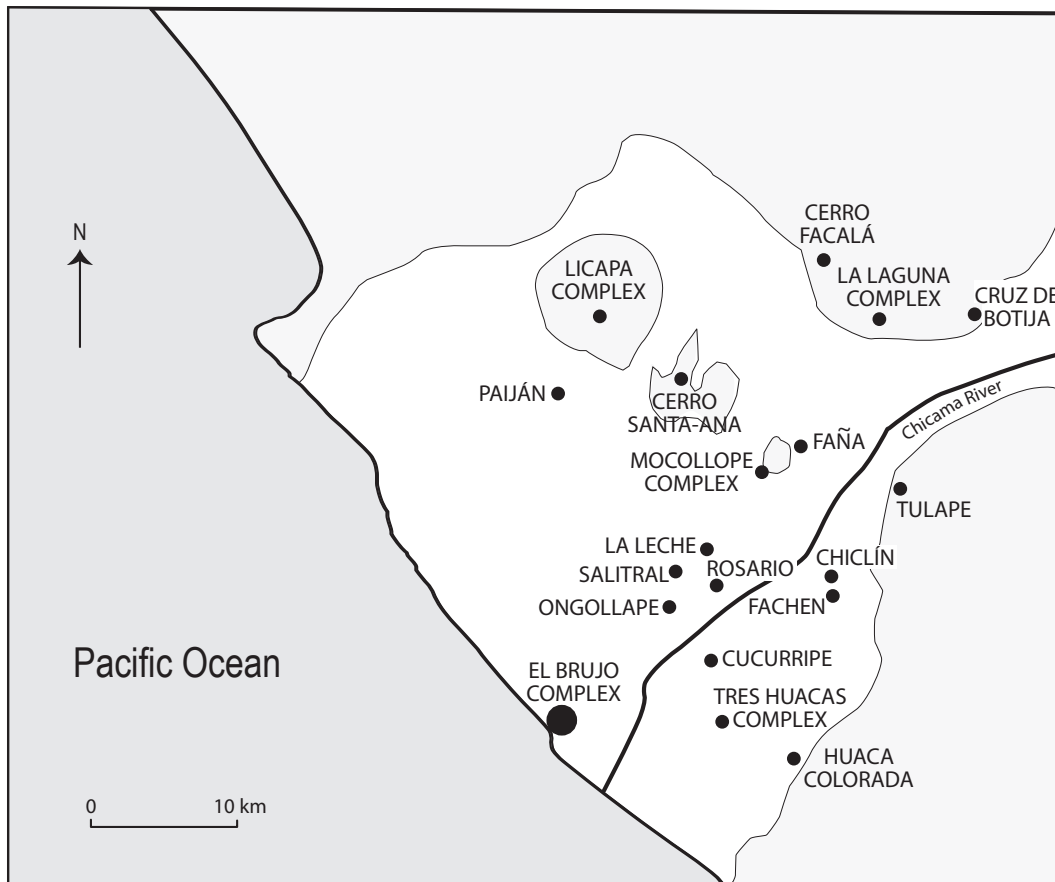 CERRO
FACALÁ
N
LICAPA
COMPLEX
LA LAGUNA
COMPLEX
CRUZ DE
BOTIJA
PAIJÁN
CERRO
SANTA-ANA
Chicama River
FAÑA
MOCOLLOPE
COMPLEX
TULAPE
LA LECHE
CHICLÍN
SALITRAL
ROSARIO
ONGOLLAPE
FACHEN
Pacific Ocean
EL BRUJO
COMPLEX
CUCURRIPE
TRES HUACAS
COMPLEX
HUACA
COLORADA
0 10 km